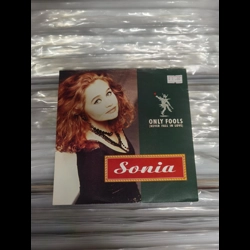 ONLY FOOLS
(NEVER FALL IN LOVE)
Sonia